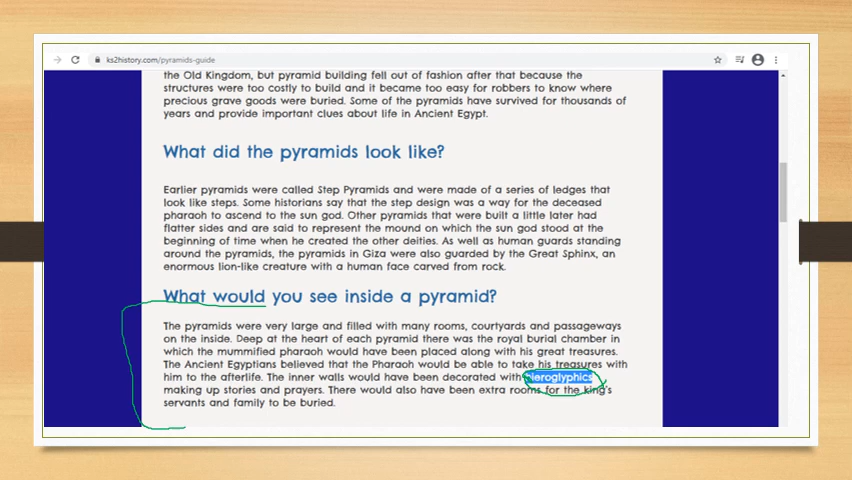 ks2history.com/pyramids-guide
the Old Kingdom, but pyramid building fell out of fashion after that because the
structures were too costly to build and it became too easy for robbers to know where
precious grave goods were buried. Some of the pyramids have survived for thousands of
years and provide important clues about life in Ancient Egypt.
What did the pyramids look like?
Earlier pyramids were called Step Pyramids and were made of a series of ledges that
look like steps. Some historians say that the step design was a way for the deceased
pharaoh to ascend to the sun god. Other pyramids that were built a little later had
flatter sides and are said to represent the mound on which the sun god stood at the
beginning of time when he created the other deities. As well as human guards standing
around the pyramids, the pyramids in Giza were also guarded by the Great Sphinx, an
enormous lion-like creature with a human face carved from rock.
What would you see inside a pyramid?
The pyramids were very large and filled with many rooms, courtyards and passageways
on the inside. Deep at the heart of each pyramid there was the royal burial chamber in
which the mummified pharaoh would have been placed along with his great treasures.
The Ancient Egyptians believed that the Pharaoh would be able to take his treasures with
him to the afterlife. The inner walls would have been decorated with hieroglyphics
making up stories and prayers. There would also have been extra rooms for the king's
servants and family to be buried.